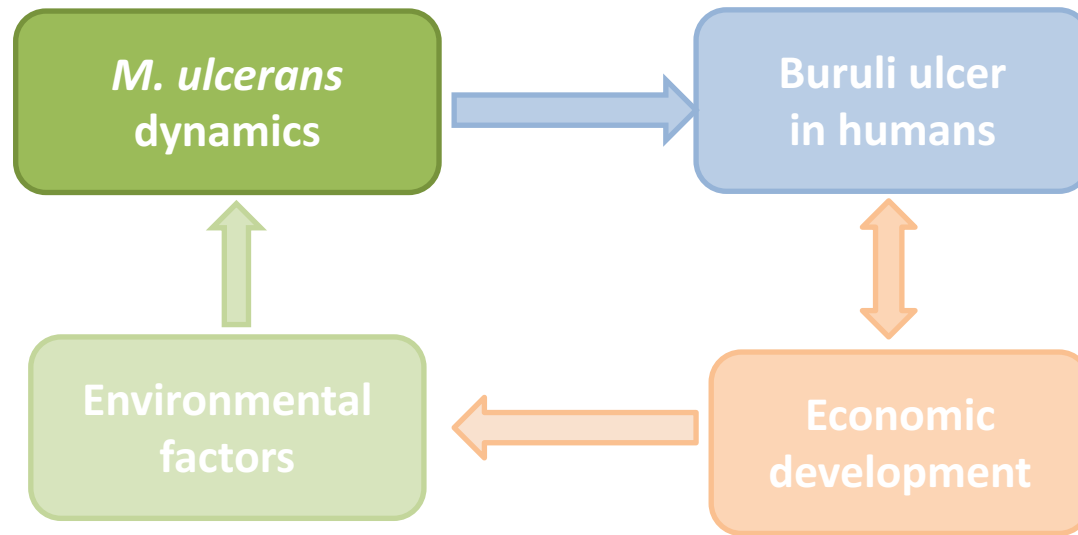 M. ulcerans
dynamics
Buruli ulcer
in humans
Environmental
factors
Economic
development